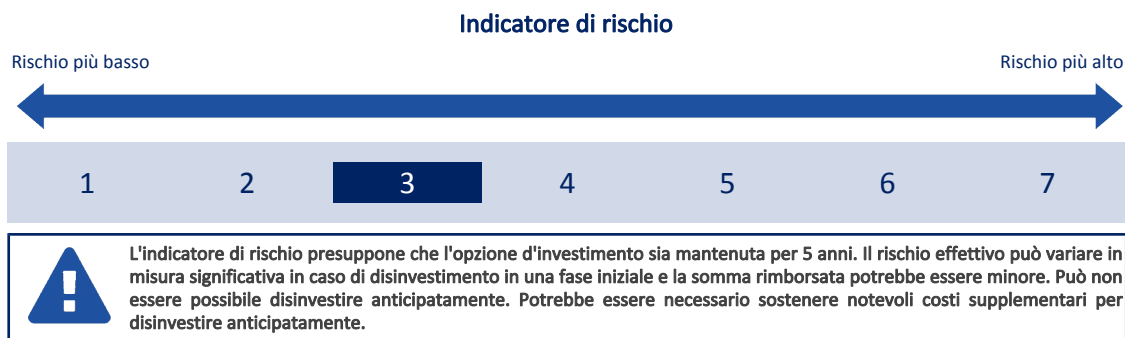 Indicatore di rischio
Rischio più basso
Rischio più alto
1 2 3 4 5 6 7
L'indicatore di rischio presuppone che l'opzione d'investimento sia mantenuta per 5 anni. Il rischio effettivo può variare in
misura significativa in caso di disinvestimento in una fase iniziale e la somma rimborsata potrebbe essere minore. Può non
essere possibile disinvestire anticipatamente. Potrebbe essere necessario sostenere notevoli costi supplementari per
disinvestire anticipatamente.